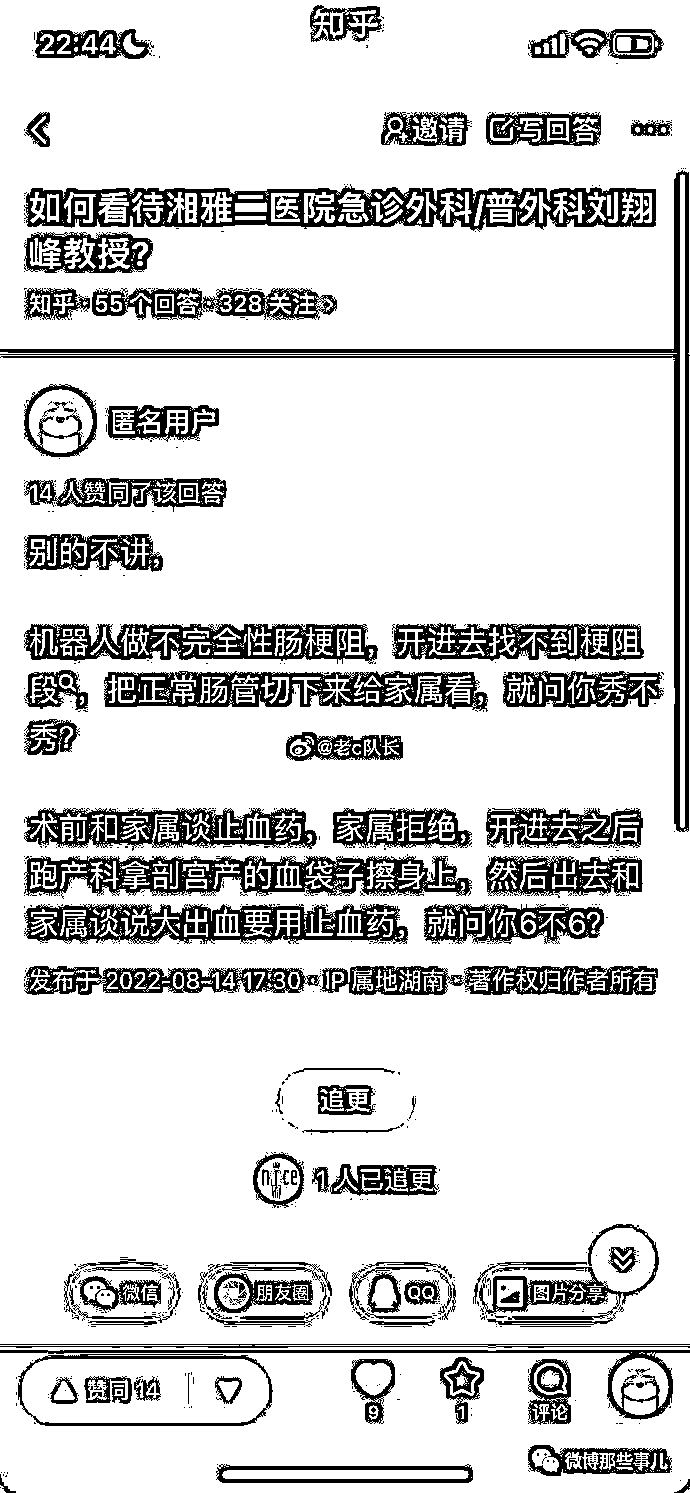 知乎
22:44
邀请 写回答
如何看待湘雅二医院急诊外科/普外科刘翔
峰教授?
知乎 · 55 个回答 · 328 关注 >
匿名用户
14 人赞同了该回答
别的不讲,
机器人做不完全性肠梗阻,开进去找不到梗阻
段,把正常肠管切下来给家属看,就问你秀不
秀?
@老c队长
术前和家属谈止血药,家属拒绝,开进去之后
跑产科拿剖宫产的血袋子擦身上,然后出去和
家属谈说大出血要用止血药,就问你6不6?
发布于 2022-08-14 17:30 · IP 属地湖南 · 著作权归作者所有
追更
nice 1 人已追更
微信 朋友圈 QQ 图片分享
赞同 14 9 1 评论
微博那些事儿